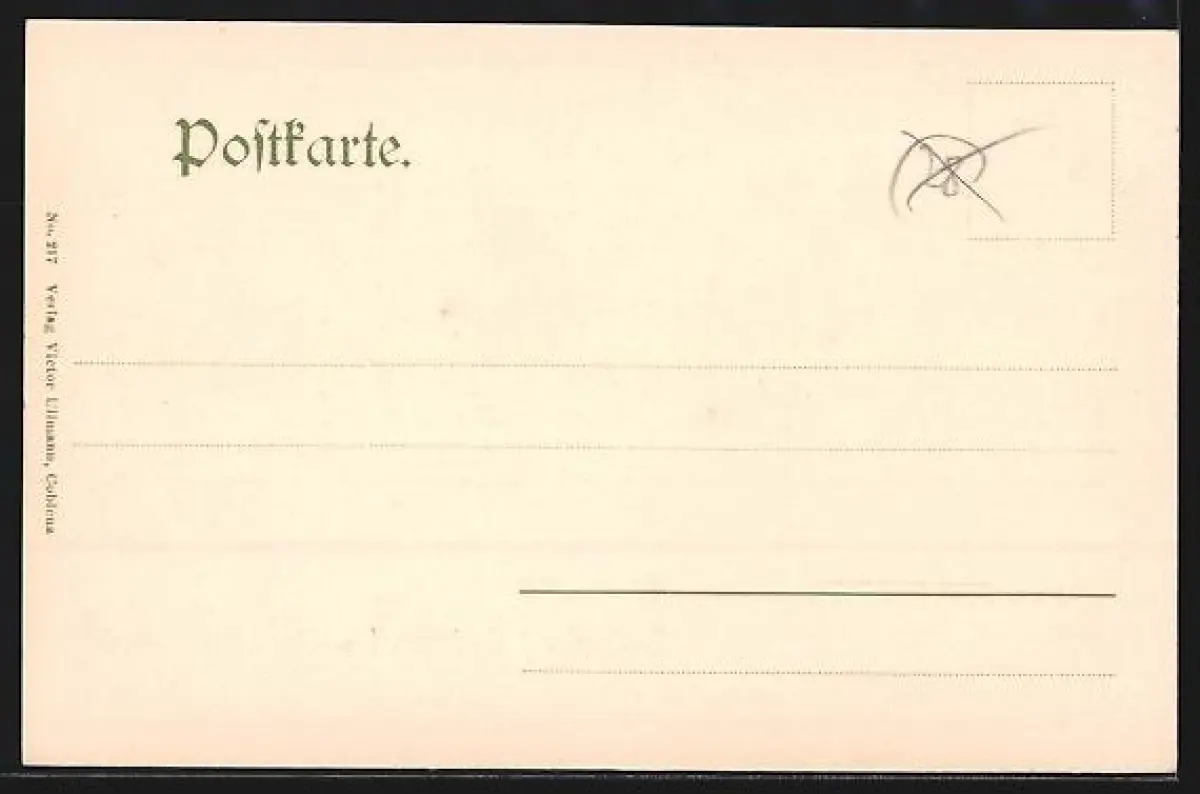 Poſtkarte.
No. 217 Verlag Victor Ullmann, Coblenz